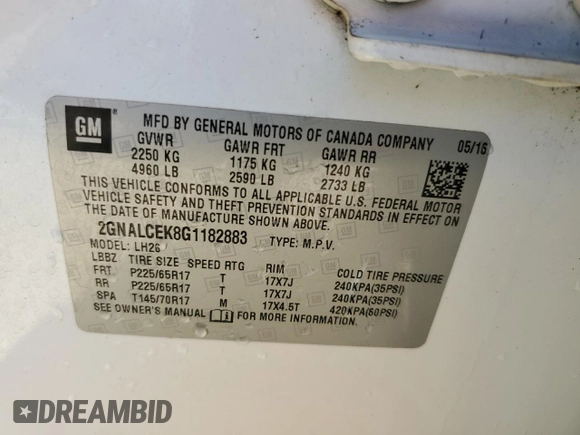 GM
MFD BY GENERAL MOTORS OF CANADA COMPANY 05/16
GVWR GAWR FRT GAWR RR
2250 KG 1175 KG 1240 KG
4960 LB 2590 LB 2733 LB
THIS VEHICLE CONFORMS TO ALL APPLICABLE U.S. FEDERAL MOTOR
VEHICLE SAFETY AND THEFT PREVENTION STANDARDS IN EFFECT ON
THE DATE OF MANUFACTURE SHOWN ABOVE.
2GNALCEK8G1182883 TYPE: M.P.V.
MODEL: LH26
LBBZ TIRE SIZE SPEED RTG RIM COLD TIRE PRESSURE
FRT P225/65R17 T 17X7J 240KPA(35PSI)
RR P225/65R17 T 17X7J 240KPA(35PSI)
SPA T145/70R17 M 17X4.5T 420KPA(60PSI)
SEE OWNER'S MANUAL FOR MORE INFORMATION.
DREAMBID